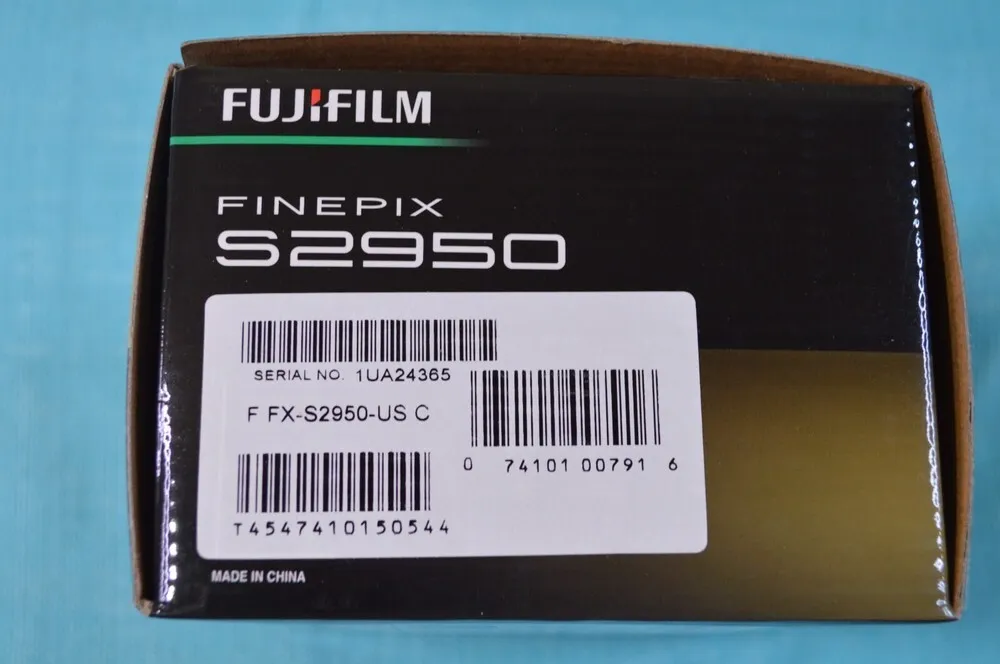 FUJIFILM
FINEPIX
S2950
SERIAL NO. 1UA24365
F FX-S2950-US C
0 74101 00791 6
T4547410150544
MADE IN CHINA